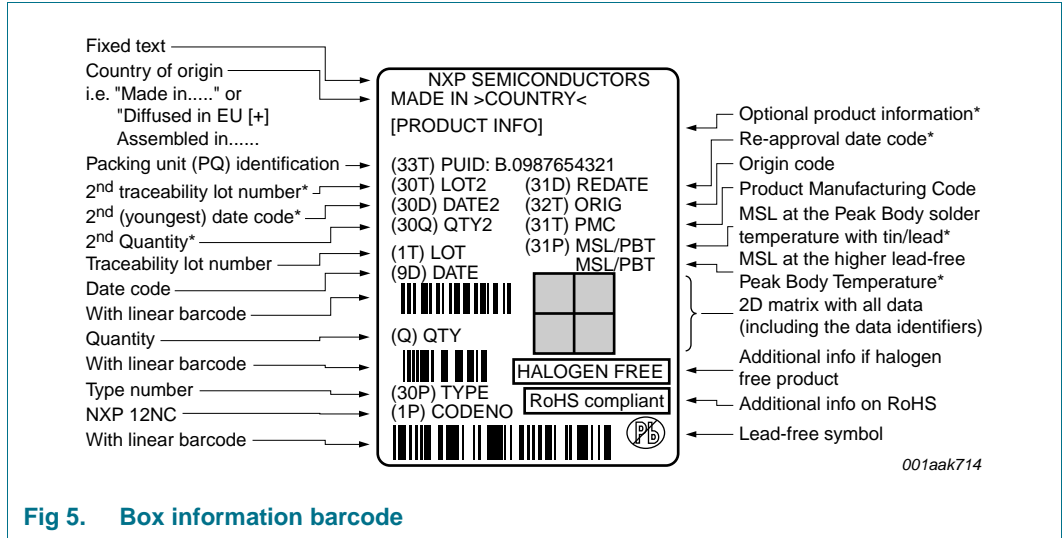 Fixed text
Country of origin
i.e. "Made in....." or
"Diffused in EU [+]
Assembled in......
Packing unit (PQ) identification
2nd traceability lot number*
2nd (youngest) date code*
2nd Quantity*
Traceability lot number
Date code
With linear barcode
Quantity
With linear barcode
Type number
NXP 12NC
With linear barcode
NXP SEMICONDUCTORS
MADE IN >COUNTRY<
[PRODUCT INFO]
(33T) PUID: B.0987654321
(30T) LOT2 (31D) REDATE
(30D) DATE2 (32T) ORIG
(30Q) QTY2 (31T) PMC
(31P) MSL/PBT
(1T) LOT MSL/PBT
(9D) DATE
(Q) QTY
HALOGEN FREE
(30P) TYPE
RoHS compliant
(1P) CODENO
Pb
Optional product information*
Re-approval date code*
Origin code
Product Manufacturing Code
MSL at the Peak Body solder
temperature with tin/lead*
MSL at the higher lead-free
Peak Body Temperature*
2D matrix with all data
(including the data identifiers)
Additional info if halogen
free product
Additional info on RoHS
Lead-free symbol
001aak714
Fig 5. Box information barcode